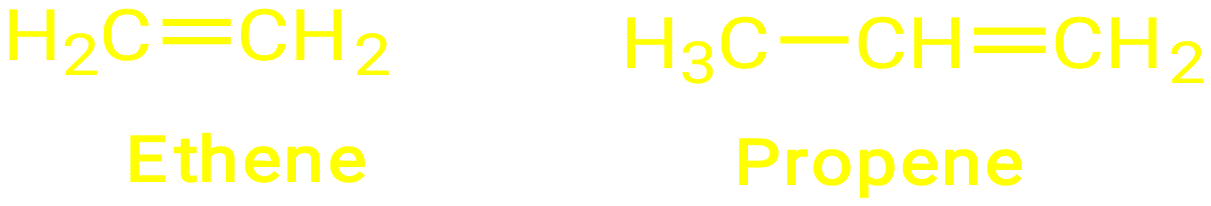 H₂C=CH₂
H₃C—CH=CH₂
Ethene
Propene